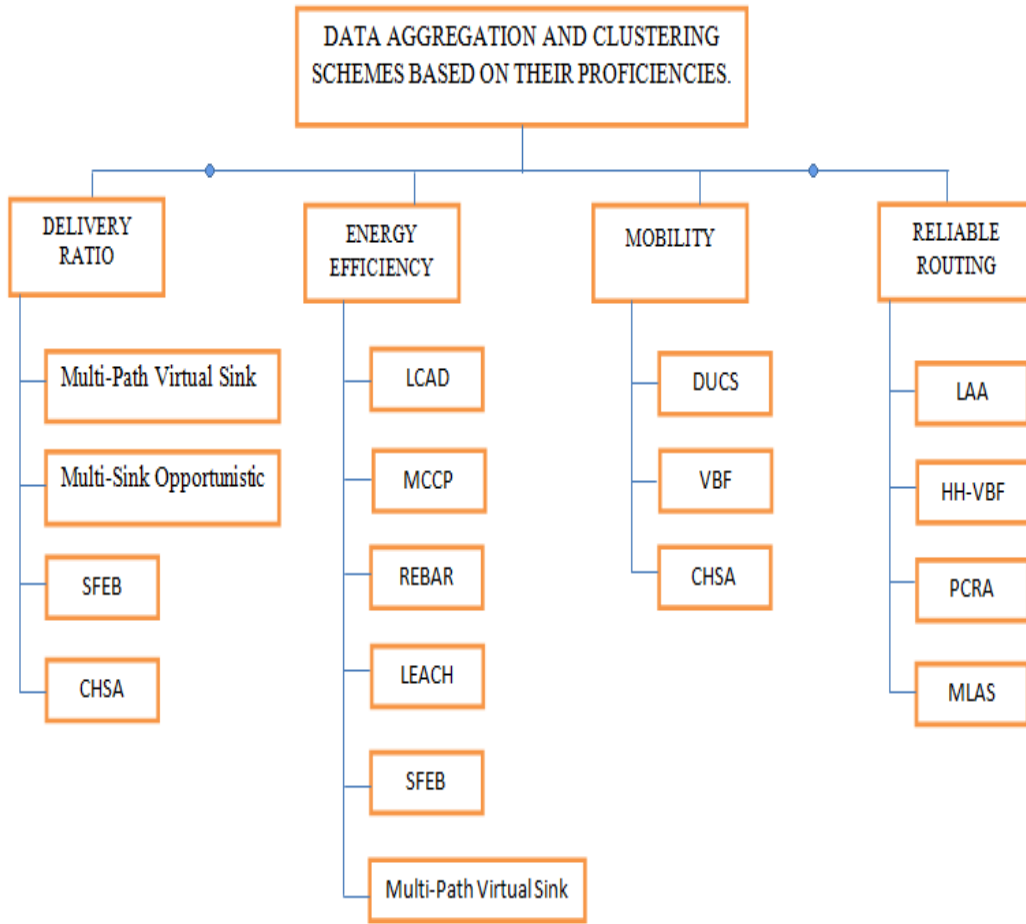 DATA AGGREGATION AND CLUSTERING
SCHEMES BASED ON THEIR PROFICIENCIES.
DELIVERY
RATIO
Multi-Path Virtual Sink
Multi-Sink Opportunistic
SFEB
CHSA
ENERGY
EFFICIENCY
LCAD
MCCP
REBAR
LEACH
SFEB
Multi-Path Virtual Sink
MOBILITY
DUCS
VBF
CHSA
RELIABLE
ROUTING
LAA
HH-VBF
PCRA
MLAS